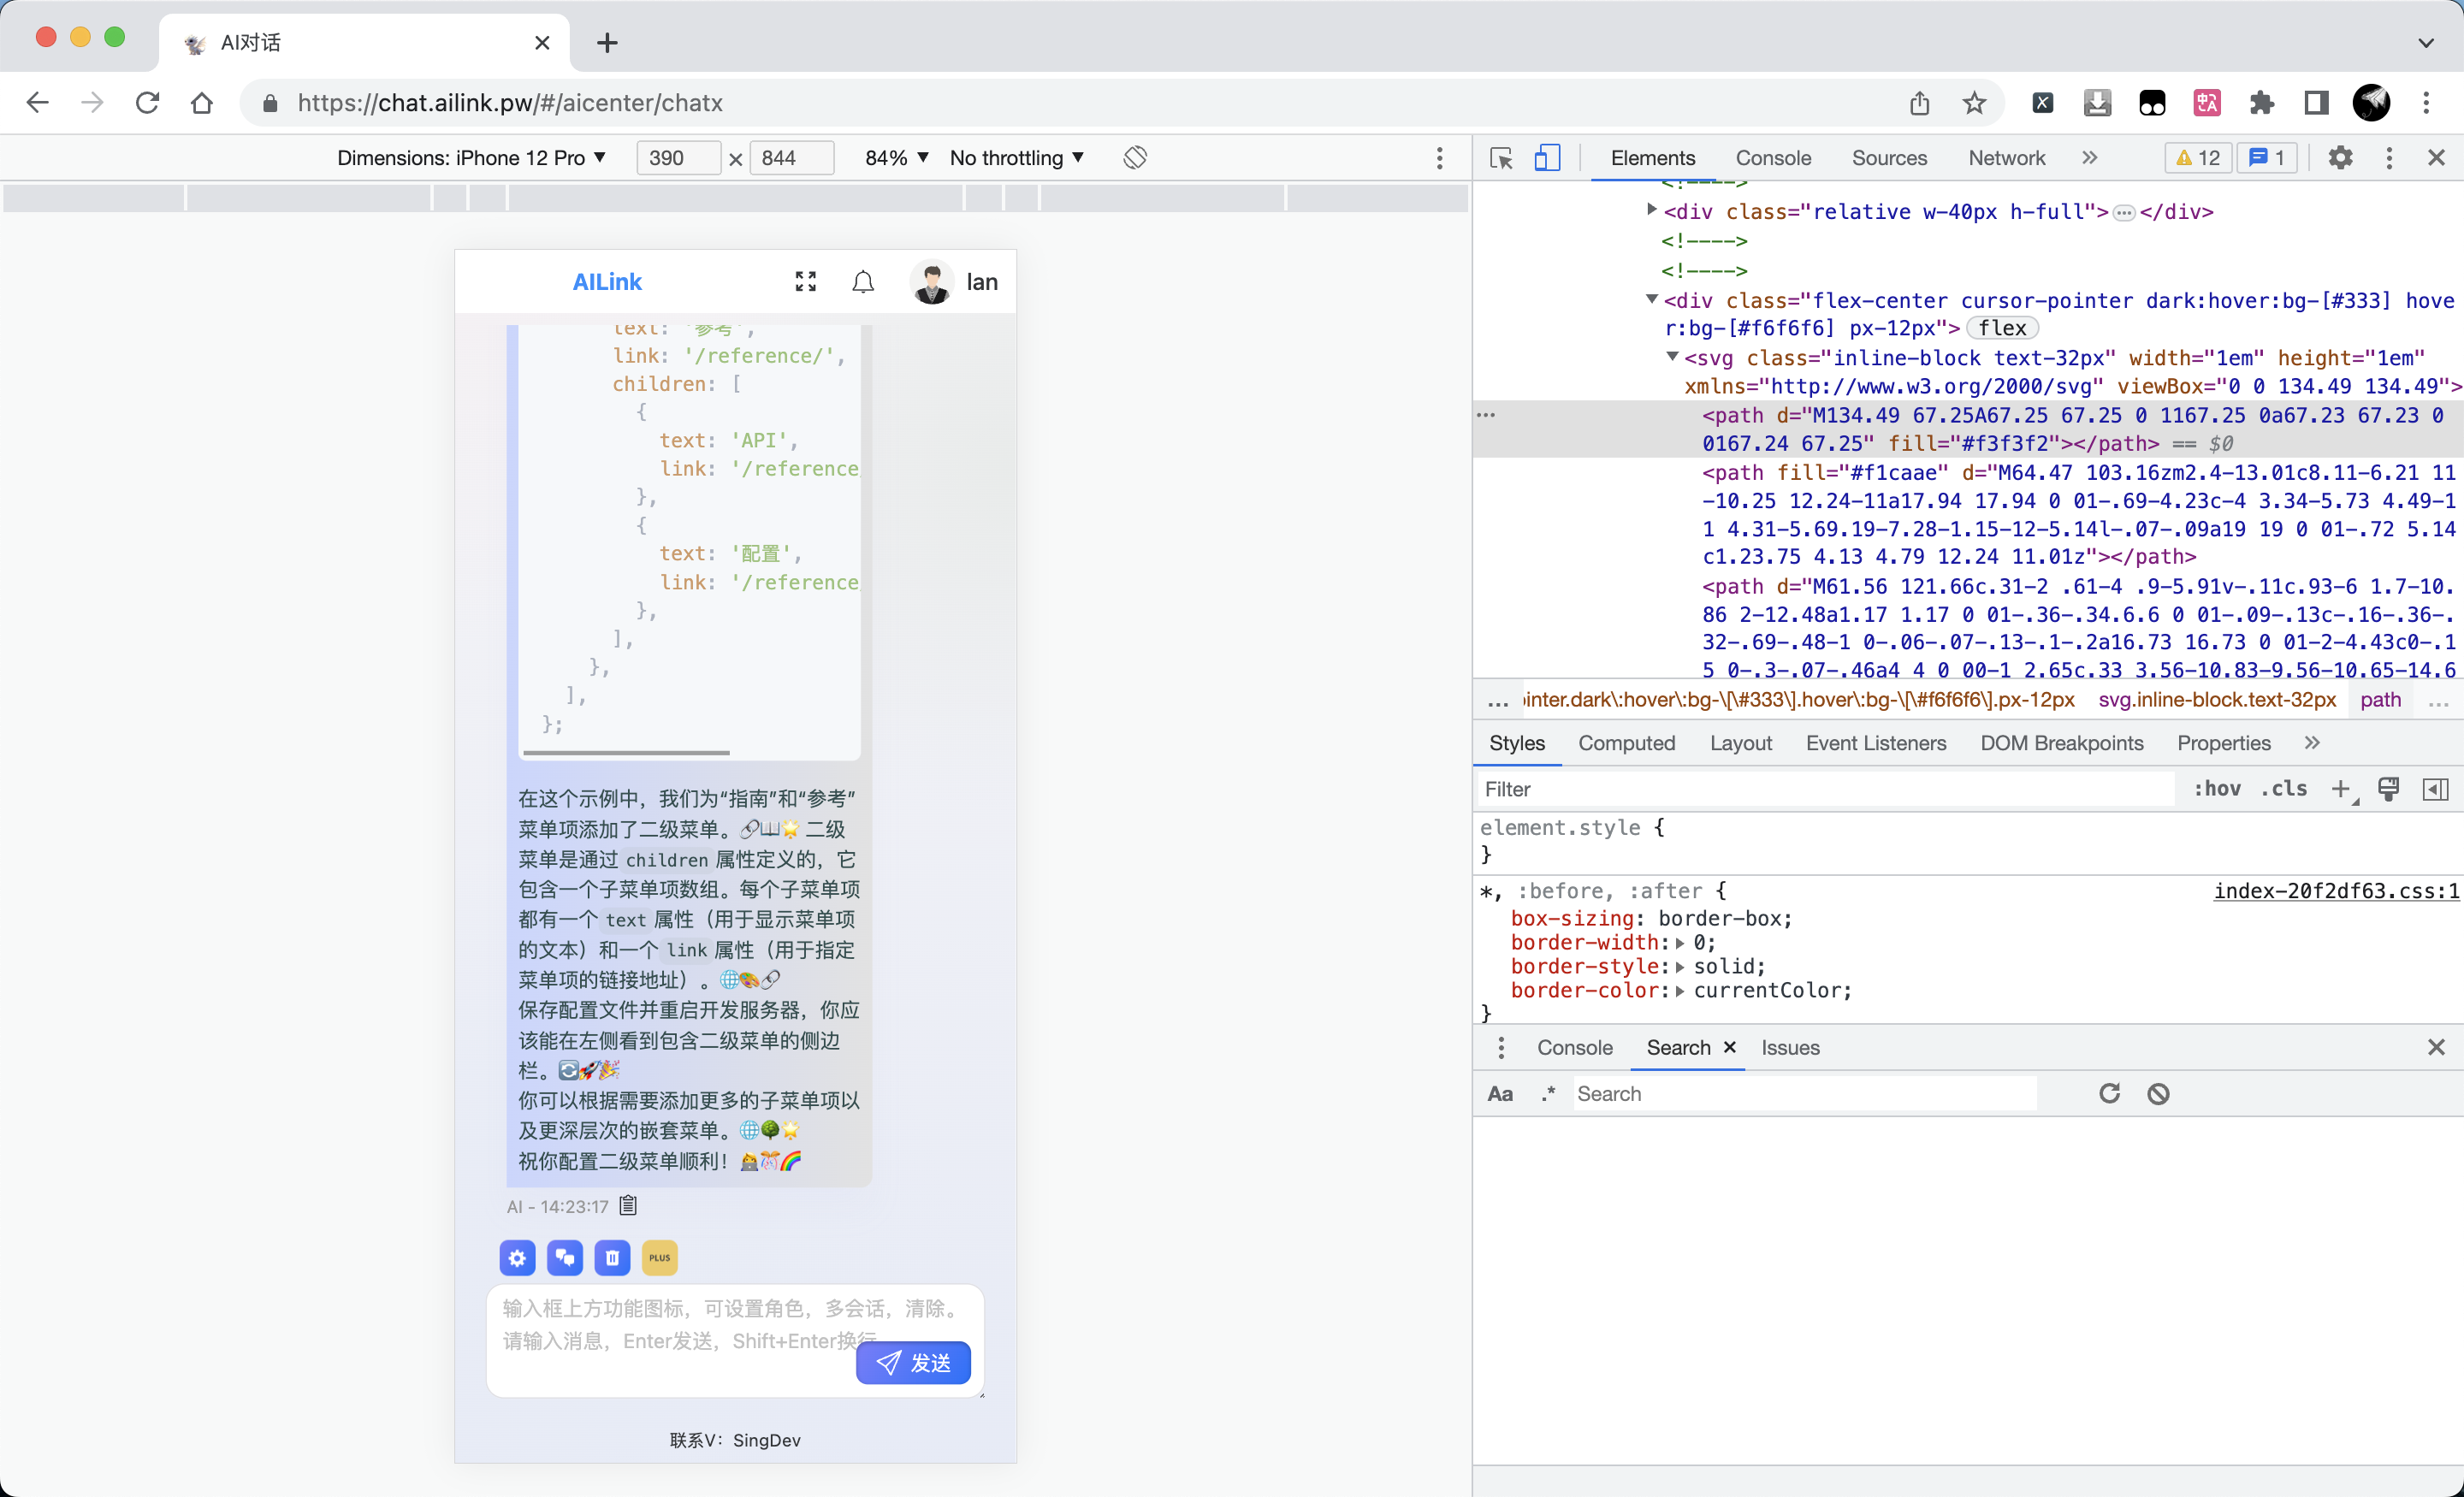 AI对话
https://chat.ailink.pw/#/aicenter/chatx
Dimensions: iPhone 12 Pro ▼ 390 × 844 84% ▼ No throttling ▼
AILink
Ian
text: '参考',
link: '/reference/',
children: [
{
text: 'API',
link: '/reference
},
{
text: '配置',
link: '/reference
},
],
},
],
};
在这个示例中，我们为“指南”和“参考”
菜单项添加了二级菜单。🔗📖🌟 二级
菜单是通过 children 属性定义的，它
包含一个子菜单项数组。每个子菜单项
都有一个 text 属性（用于显示菜单项
的文本）和一个 link 属性（用于指定
菜单项的链接地址）。🌐🎨🔗
保存配置文件并重启开发服务器，你应
该能在左侧看到包含二级菜单的侧边
栏。🔄🚀🎉
你可以根据需要添加更多的子菜单项以
及更深层次的嵌套菜单。🌐🌳🌟
祝你配置二级菜单顺利！👩‍💻🎊🌈
AI - 14:23:17
PLUS
输入框上方功能图标，可设置角色，多会话，清除。
请输入消息，Enter发送，Shift+Enter换行
发送
联系V：SingDev
Elements Console Sources Network » 12 1
<!---->
<div class="relative w-40px h-full">…</div>
<!---->
<!---->
<div class="flex-center cursor-pointer dark:hover:bg-[#333] hove
r:bg-[#f6f6f6] px-12px"> flex
<svg class="inline-block text-32px" width="1em" height="1em"
xmlns="http://www.w3.org/2000/svg" viewBox="0 0 134.49 134.49">
<path d="M134.49 67.25A67.25 67.25 0 1167.25 0a67.23 67.23 0
0167.24 67.25" fill="#f3f3f2"></path> == $0
<path fill="#f1caae" d="M64.47 103.16zm2.4-13.01c8.11-6.21 11
-10.25 12.24-11a17.94 17.94 0 01-.69-4.23c-4 3.34-5.73 4.49-1
1 4.31-5.69.19-7.28-1.15-12-5.14l-.07-.09a19 19 0 01-.72 5.14
c1.23.75 4.13 4.79 12.24 11.01z"></path>
<path d="M61.56 121.66c.31-2 .61-4 .9-5.91v-.11c.93-6 1.7-10.
86 2-12.48a1.17 1.17 0 01-.36-.34.6.6 0 01-.09-.13c-.16-.36-.
32-.69-.48-1 0-.06-.07-.13-.1-.2a16.73 16.73 0 01-2-4.43c0-.1
5 0-.3-.07-.46a4 4 0 00-1 2.65c.33 3.56-10.83-9.56-10.65-14.6
… ointer.dark\:hover\:bg-\[\#333\].hover\:bg-\[\#f6f6f6\].px-12px svg.inline-block.text-32px path …
Styles Computed Layout Event Listeners DOM Breakpoints Properties »
Filter :hov .cls +
element.style {
}
*, :before, :after { index-20f2df63.css:1
box-sizing: border-box;
border-width: 0;
border-style: solid;
border-color: currentColor;
}
Console Search × Issues
Aa .* Search